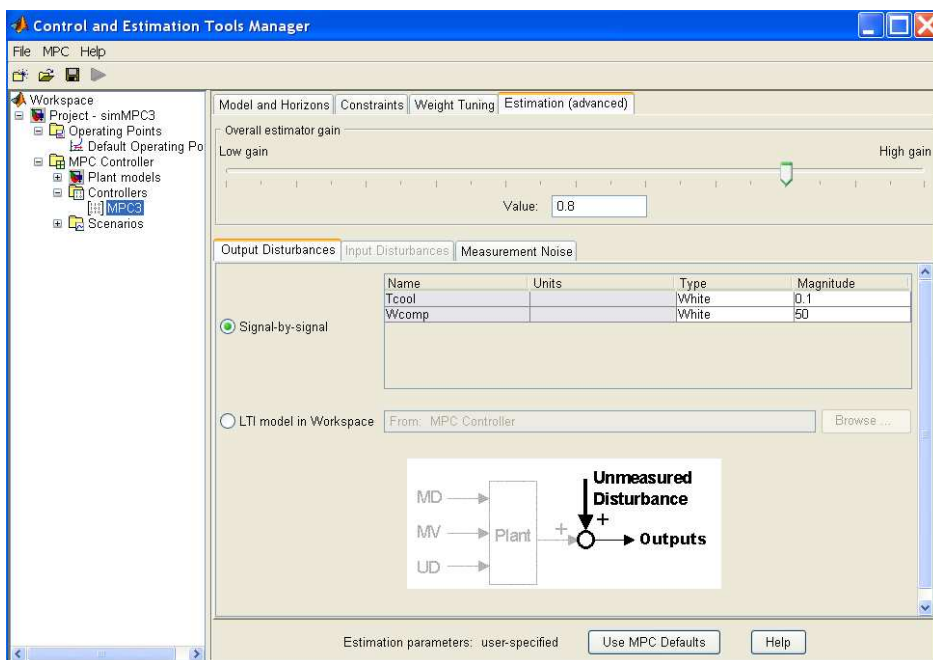 Control and Estimation Tools Manager
File MPC Help
Workspace
Project - simMPC3
Operating Points
Default Operating Po
MPC Controller
Plant models
Controllers
MPC3
Scenarios
Model and Horizons Constraints Weight Tuning Estimation (advanced)
Overall estimator gain
Low gain High gain
Value: 0.8
Output Disturbances Input Disturbances Measurement Noise
Name Units Type Magnitude
Tcool White 0.1
Wcomp White 50
Signal-by-signal
LTI model in Workspace From: MPC Controller Browse ...
Unmeasured
Disturbance
MD
MV Plant + + Outputs
UD
Estimation parameters: user-specified Use MPC Defaults Help